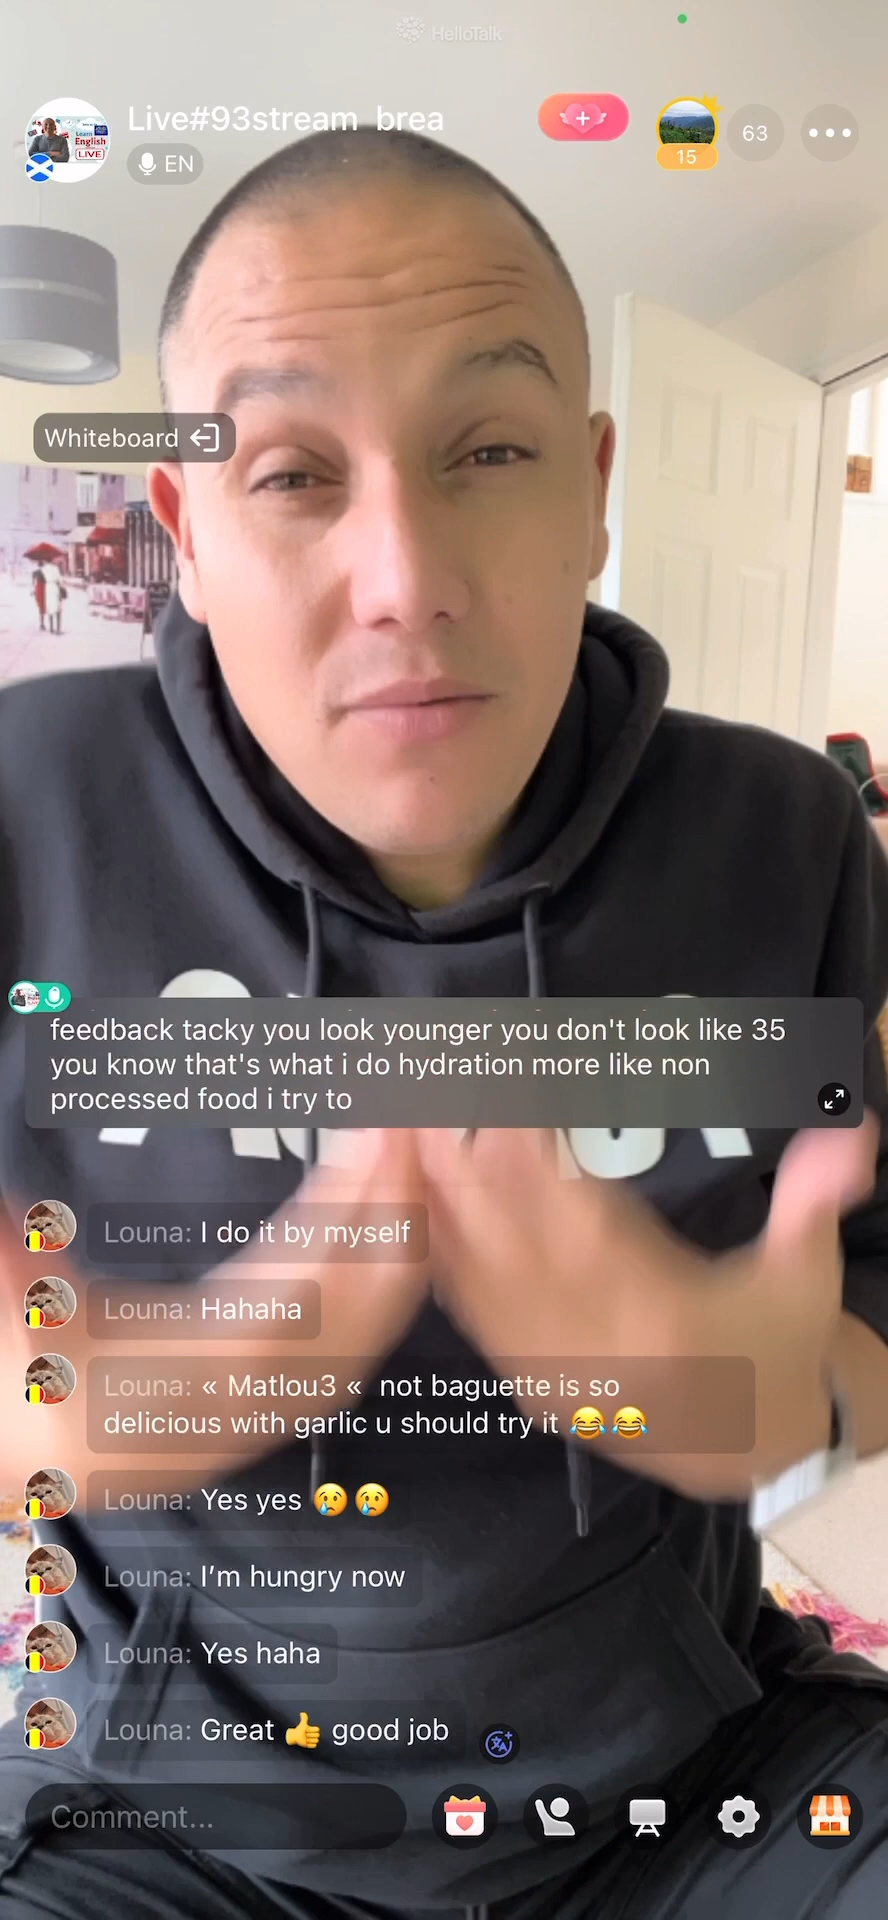 HelloTalk
Live#93stream brea
EN
Learn
English
LIVE
15
63
Whiteboard
feedback tacky you look younger you don't look like 35
you know that's what i do hydration more like non
processed food i try to
Louna: I do it by myself
Louna: Hahaha
Louna: « Matlou3 «  not baguette is so
delicious with garlic u should try it 😂😂
Louna: Yes yes 😢😢
Louna: I’m hungry now
Louna: Yes haha
Louna: Great 👍 good job
Comment...